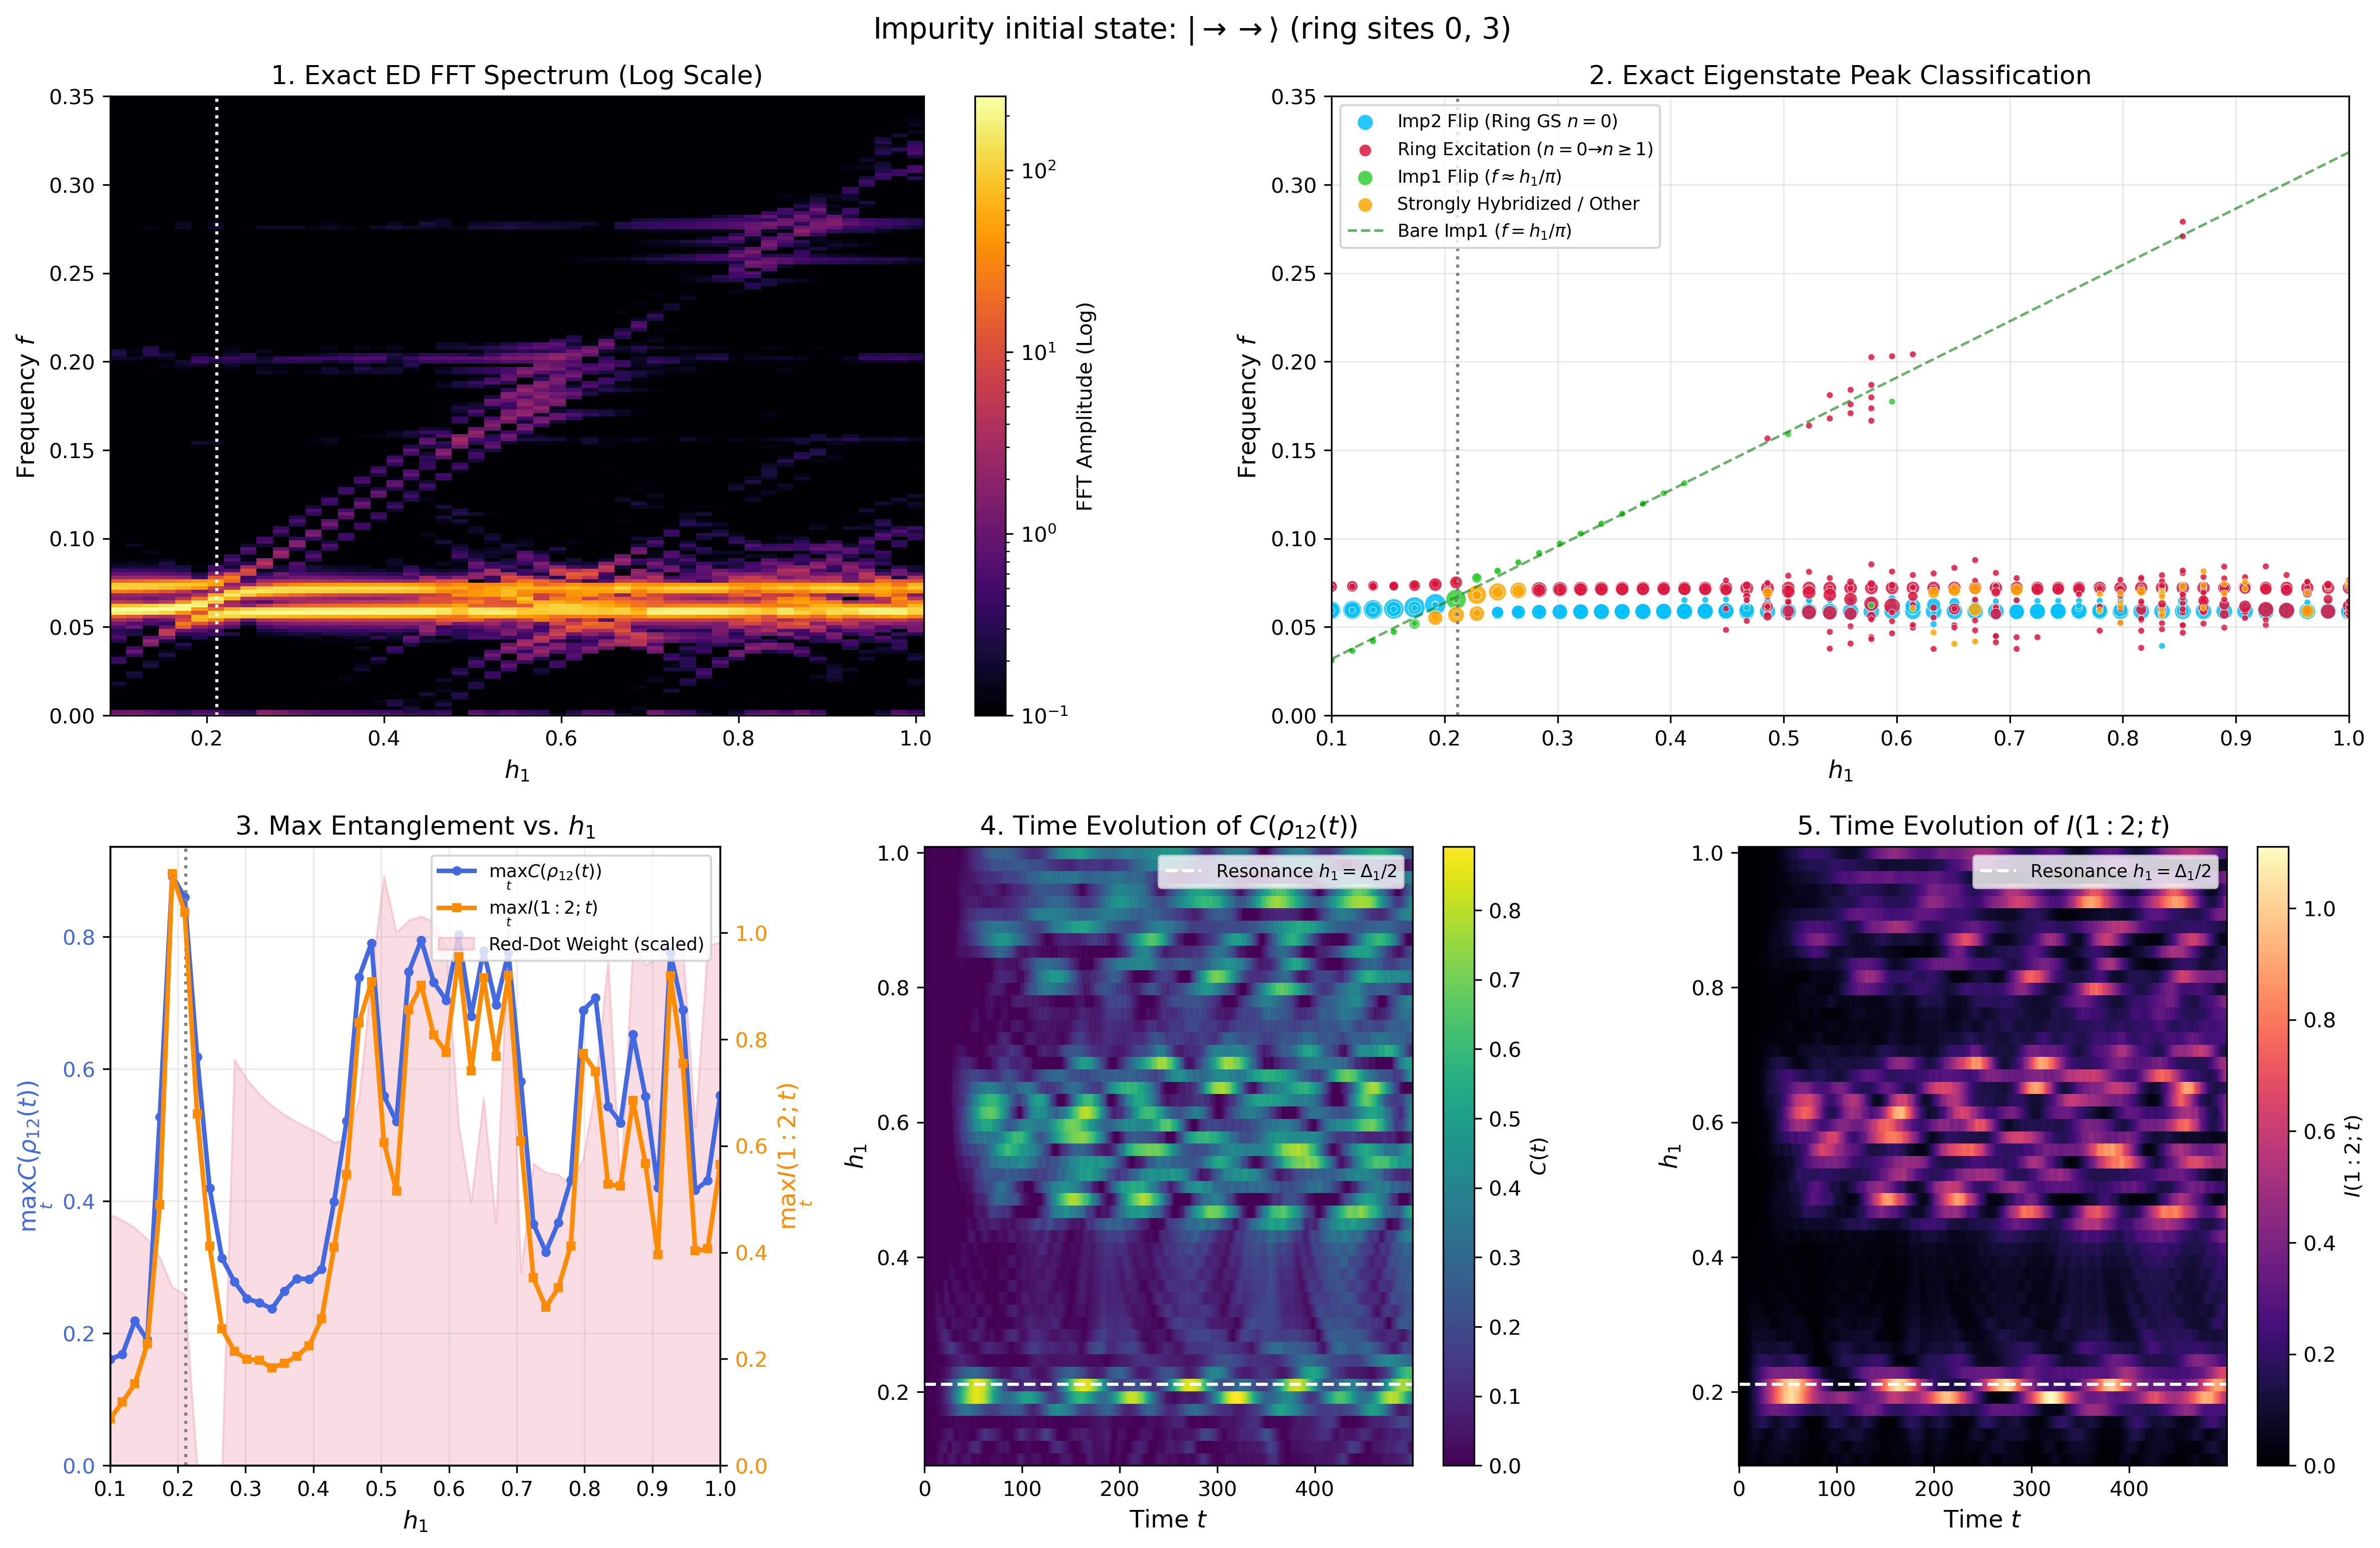 Impurity initial state: |→→⟩ (ring sites 0, 3)
1. Exact ED FFT Spectrum (Log Scale)
0.35
0.30
0.25
0.20
0.15
0.10
0.05
0.00
Frequency f
0.2 0.4 0.6 0.8 1.0
h₁
10²
10¹
10⁰
10⁻¹
FFT Amplitude (Log)
2. Exact Eigenstate Peak Classification
Imp2 Flip (Ring GS n = 0)
Ring Excitation (n = 0→n ≥ 1)
Imp1 Flip (f ≈ h₁/π)
Strongly Hybridized / Other
Bare Imp1 (f = h₁/π)
0.35
0.30
0.25
0.20
0.15
0.10
0.05
0.00
Frequency f
0.1 0.2 0.3 0.4 0.5 0.6 0.7 0.8 0.9 1.0
h₁
3. Max Entanglement vs. h₁
max C(ρ₁₂(t))
t
max I(1 : 2; t)
t
Red-Dot Weight (scaled)
0.8
0.6
0.4
0.2
0.0
max C(ρ₁₂(t))
t
0.1 0.2 0.3 0.4 0.5 0.6 0.7 0.8 0.9 1.0
h₁
1.0
0.8
0.6
0.4
0.2
0.0
max I(1 : 2; t)
t
4. Time Evolution of C(ρ₁₂(t))
Resonance h₁ = Δ₁/2
1.0
0.8
0.6
0.4
0.2
h₁
0 100 200 300 400
Time t
0.8
0.7
0.6
0.5
0.4
0.3
0.2
0.1
0.0
C(t)
5. Time Evolution of I(1 : 2; t)
Resonance h₁ = Δ₁/2
1.0
0.8
0.6
0.4
0.2
h₁
0 100 200 300 400
Time t
1.0
0.8
0.6
0.4
0.2
0.0
I(1 : 2; t)